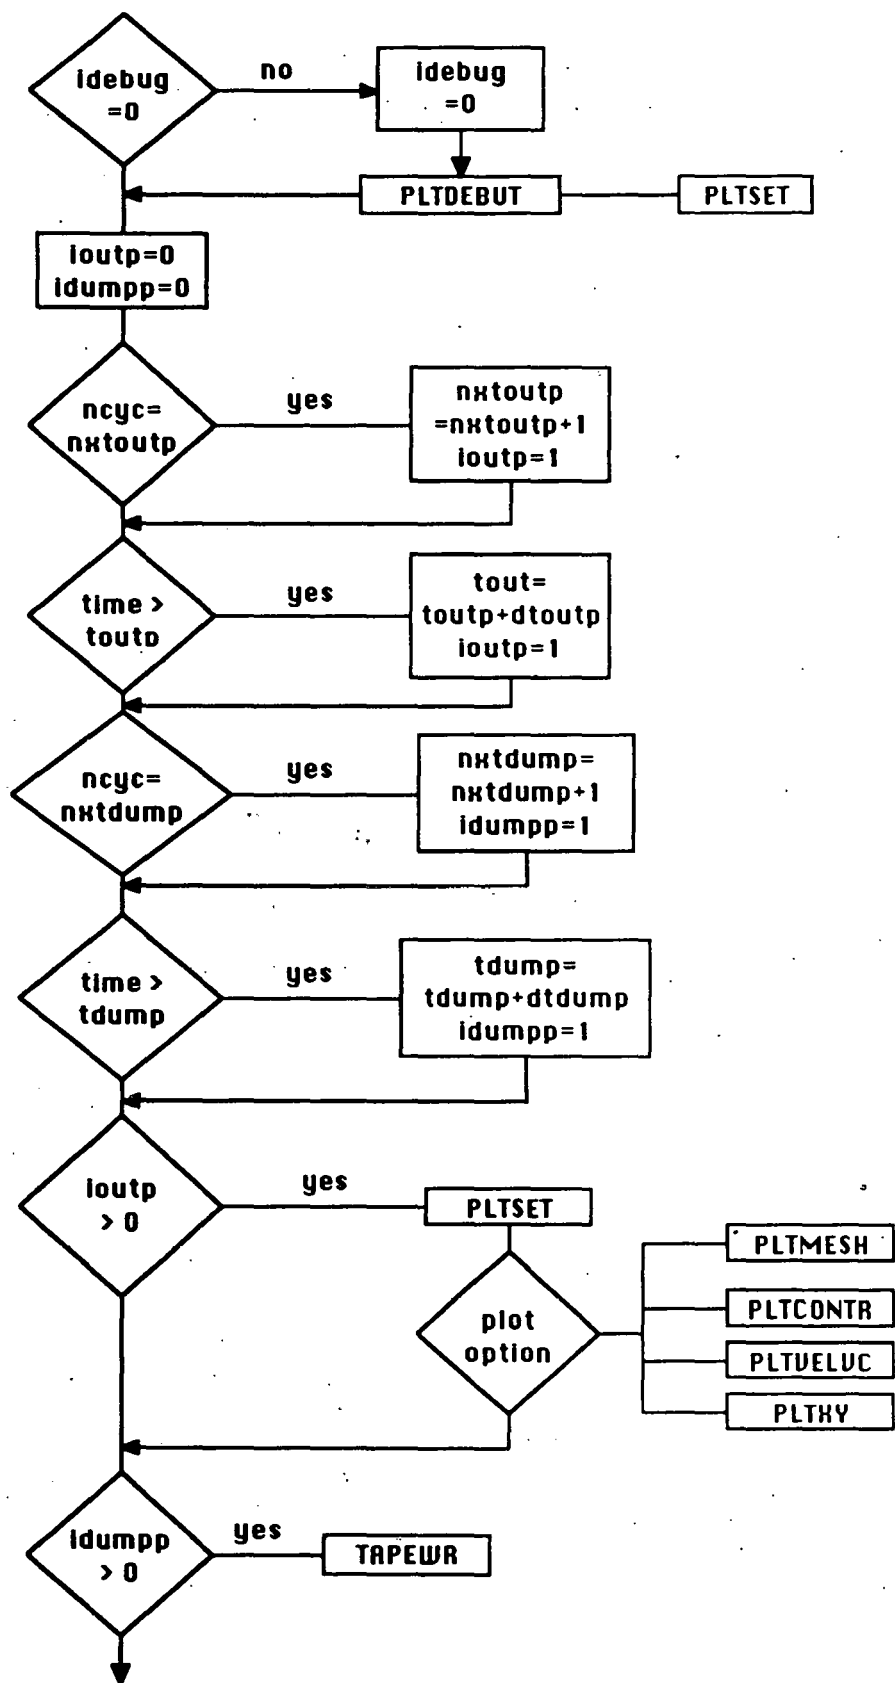 idebug
=0
no
idebug
=0
PLTDEBUT
PLTSET
ioutp=0
idumpp=0
ncyc=
nxtoutp
yes
nxtoutp
=nxtoutp+1
ioutp=1
time >
toutp
yes
tout=
toutp+dtoutp
ioutp=1
ncyc=
nxtdump
yes
nxtdump=
nxtdump+1
idumpp=1
time >
tdump
yes
tdump=
tdump+dtdump
idumpp=1
ioutp
> 0
yes
PLTSET
plot
option
PLTMESH
PLTCONTR
PLTVELVC
PLTXY
idumpp
> 0
yes
TAPEWR